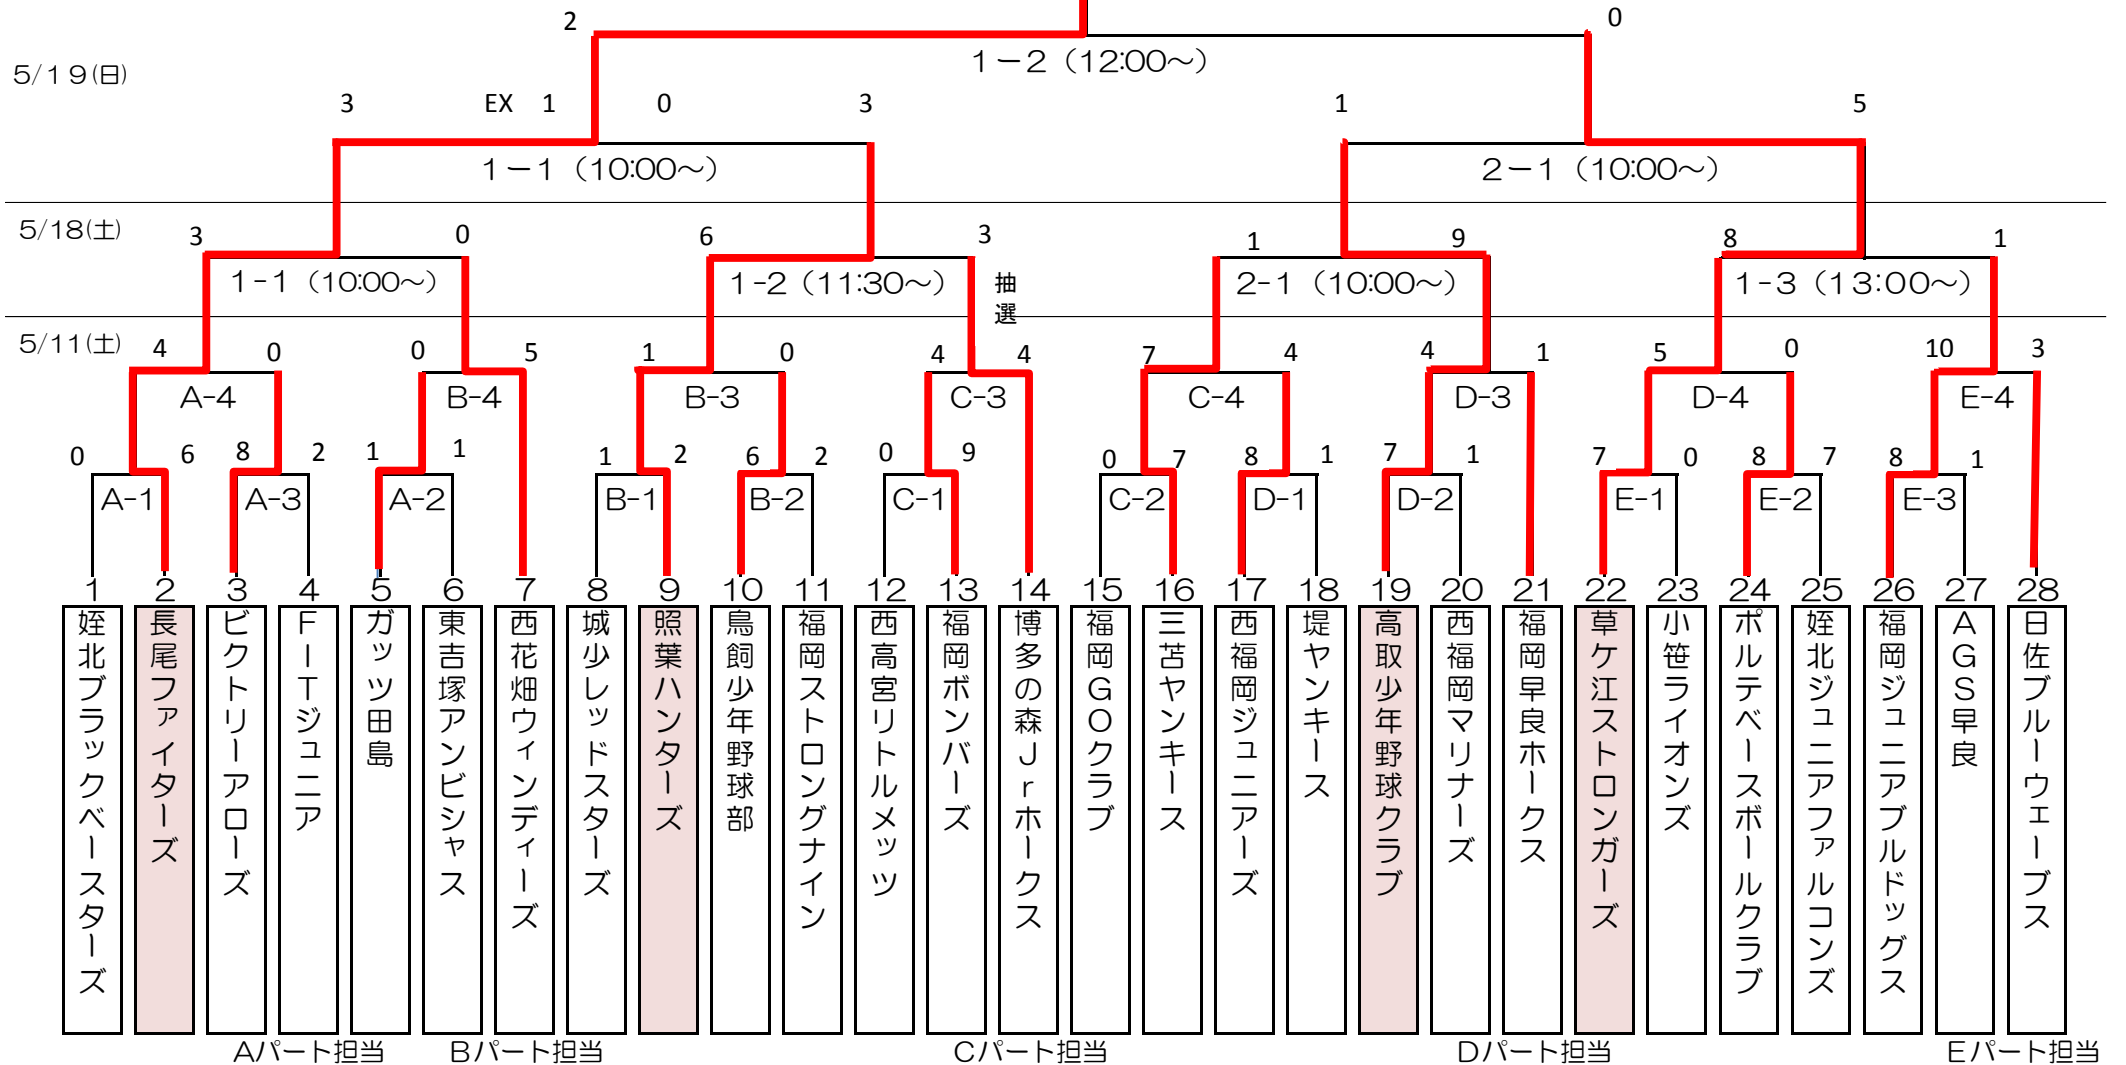 2 0
1－2（12:00～）
5/19(日)
3 EX 1 0 3 1 5
1－1（10:00～） 2－1（10:00～）
5/18(土)
3 0 6 3 1 9 8 1
1-1（10:00～） 1-2（11:30～） 抽選 2-1（10:00～） 1-3（13:00～）
5/11(土)
4 0 0 5 1 0 4 4 7 4 4 1 5 0 10 3
A-4 B-4 B-3 C-3 C-4 D-3 D-4 E-4
0 6 8 2 1 1 1 2 6 2 0 9 0 7 8 1 7 1 7 0 8 7 8 1
A-1 A-3 A-2 B-1 B-2 C-1 C-2 D-1 D-2 E-1 E-2 E-3
1 2 3 4 5 6 7 8 9 10 11 12 13 14 15 16 17 18 19 20 21 22 23 24 25 26 27 28
姪北ブラックベースターズ
長尾ファイターズ
ビクトリーアローズ
FITジュニア
ガッツ田島
東吉塚アンビシャス
西花畑ウィンディーズ
城少レッドスターズ
照葉ハンターズ
鳥飼少年野球部
福岡ストロングナイン
西高宮リトルメッツ
福岡ボンバーズ
博多の森Jrホークス
福岡GOクラブ
三苫ヤンキース
西福岡ジュニアーズ
堤ヤンキース
高取少年野球クラブ
西福岡マリナーズ
福岡早良ホークス
草ケ江ストロンガーズ
小笹ライオンズ
ポルテベースボールクラブ
姪北ジュニアファルコンズ
福岡ジュニアブルドッグス
AGS早良
日佐ブルーウェーブス
Aパート担当 Bパート担当 Cパート担当 Dパート担当 Eパート担当